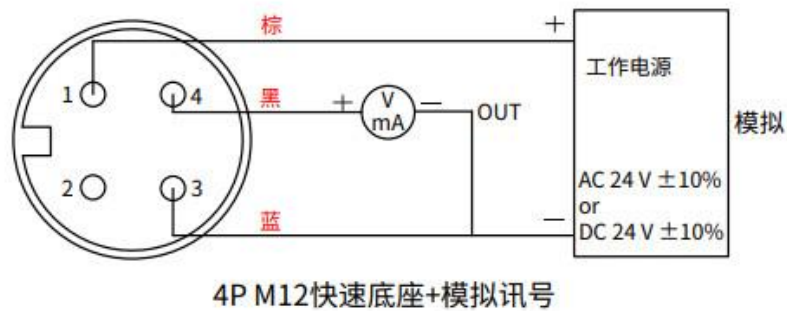 棕
+
工作电源
1
4
黑
+
V
mA
—
OUT
模拟
2
3
AC 24 V ±10%
or
DC 24 V ±10%
蓝
—
4P M12快速底座+模拟讯号